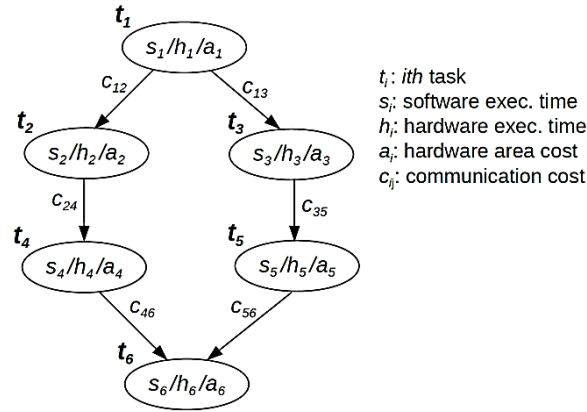 t1
s1/h1/a1
c12
c13
t2
t3
s2/h2/a2
s3/h3/a3
c24
c35
t4
t5
s4/h4/a4
s5/h5/a5
c46
c56
t6
s6/h6/a6
ti: ith task
si: software exec. time
hi: hardware exec. time
ai: hardware area cost
cij: communication cost